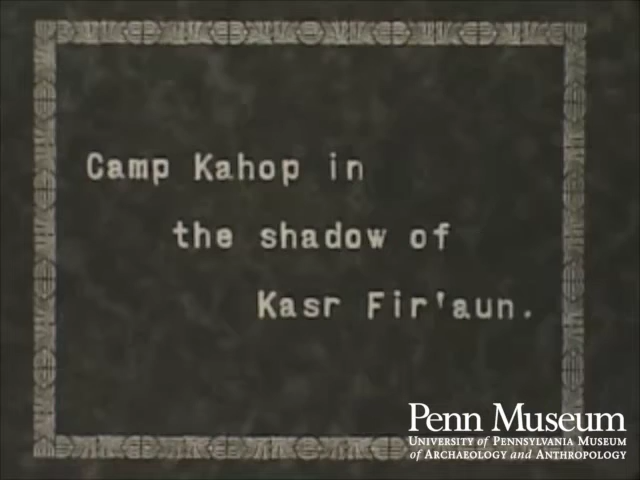 Camp Kahop in
the shadow of
Kasr Fir'aun.
Penn Museum
UNIVERSITY of PENNSYLVANIA MUSEUM
of ARCHAEOLOGY and ANTHROPOLOGY